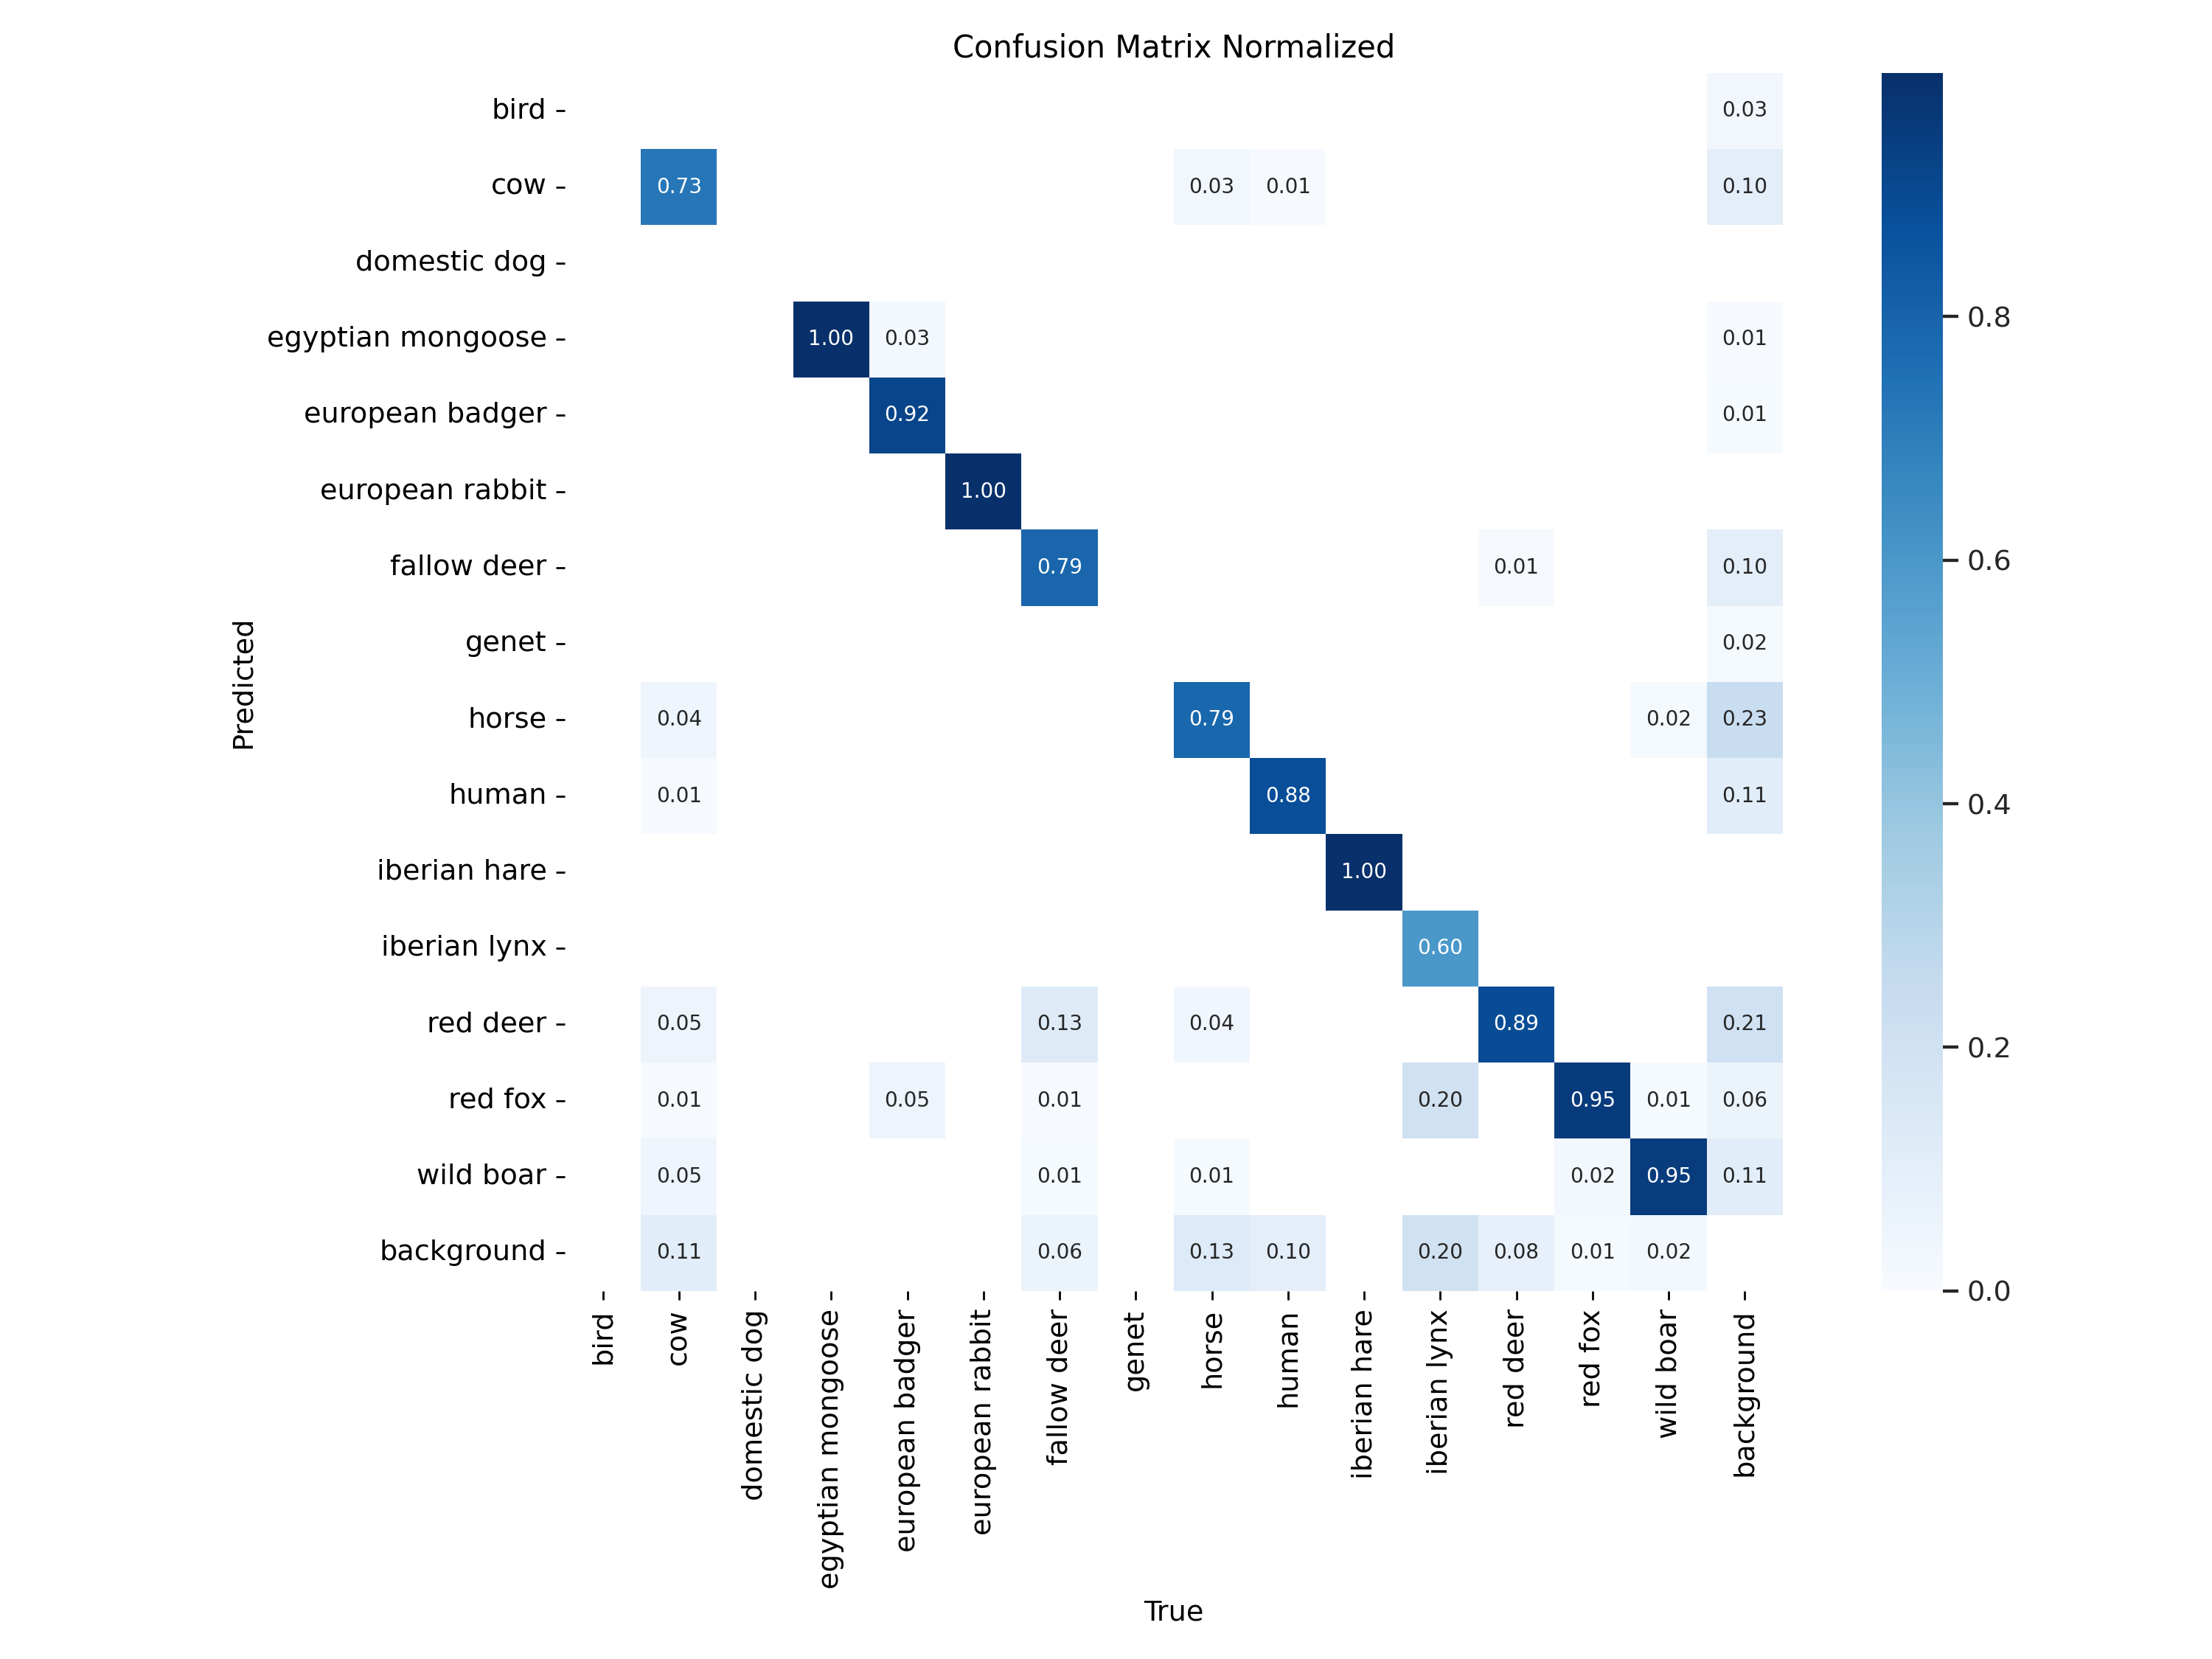 Confusion Matrix Normalized
bird 0.03
cow 0.73 0.03 0.01 0.10
domestic dog
egyptian mongoose 1.00 0.03 0.01
european badger 0.92 0.01
european rabbit 1.00
fallow deer 0.79 0.01 0.10
genet 0.02
horse 0.04 0.79 0.02 0.23
human 0.01 0.88 0.11
iberian hare 1.00
iberian lynx 0.60
red deer 0.05 0.13 0.04 0.89 0.21
red fox 0.01 0.05 0.01 0.20 0.95 0.01 0.06
wild boar 0.05 0.01 0.01 0.02 0.95 0.11
background 0.11 0.06 0.13 0.10 0.20 0.08 0.01 0.02
Predicted
bird
cow
domestic dog
egyptian mongoose
european badger
european rabbit
fallow deer
genet
horse
human
iberian hare
iberian lynx
red deer
red fox
wild boar
background
True
0.8
0.6
0.4
0.2
0.0